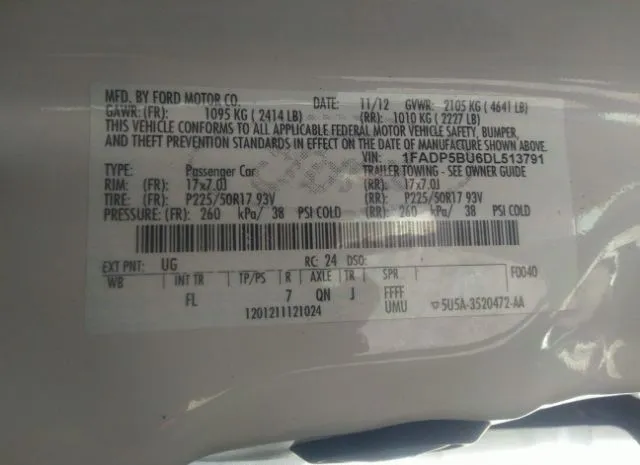 MFD. BY FORD MOTOR CO. DATE: 11/12 GVWR: 2105 KG ( 4641 LB)
GAWR: (FR): 1095 KG ( 2414 LB) (RR): 1010 KG ( 2227 LB)
THIS VEHICLE CONFORMS TO ALL APPLICABLE FEDERAL MOTOR VEHICLE SAFETY, BUMPER,
AND THEFT PREVENTION STANDARDS IN EFFECT ON THE DATE OF MANUFACTURE SHOWN ABOVE.
VIN: 1FADP5BU6DL513791
TYPE: Passenger Car TRAILER TOWING - SEE OWNER GUIDE
RIM: (FR): 17x7.0J (RR): 17x7.0J
TIRE: (FR): P225/50R17 93V (RR): P225/50R17 93V
PRESSURE: (FR): 260 kPa/ 38 PSI COLD (RR): 260 kPa/ 38 PSI COLD
EXT PNT: UG RC: 24 DSO: F0040
WB INT TR TP/PS R AXLE TR SPR
FL 7 QN J FFFF
1201211121024 UMU 5U5A-3520472-AA